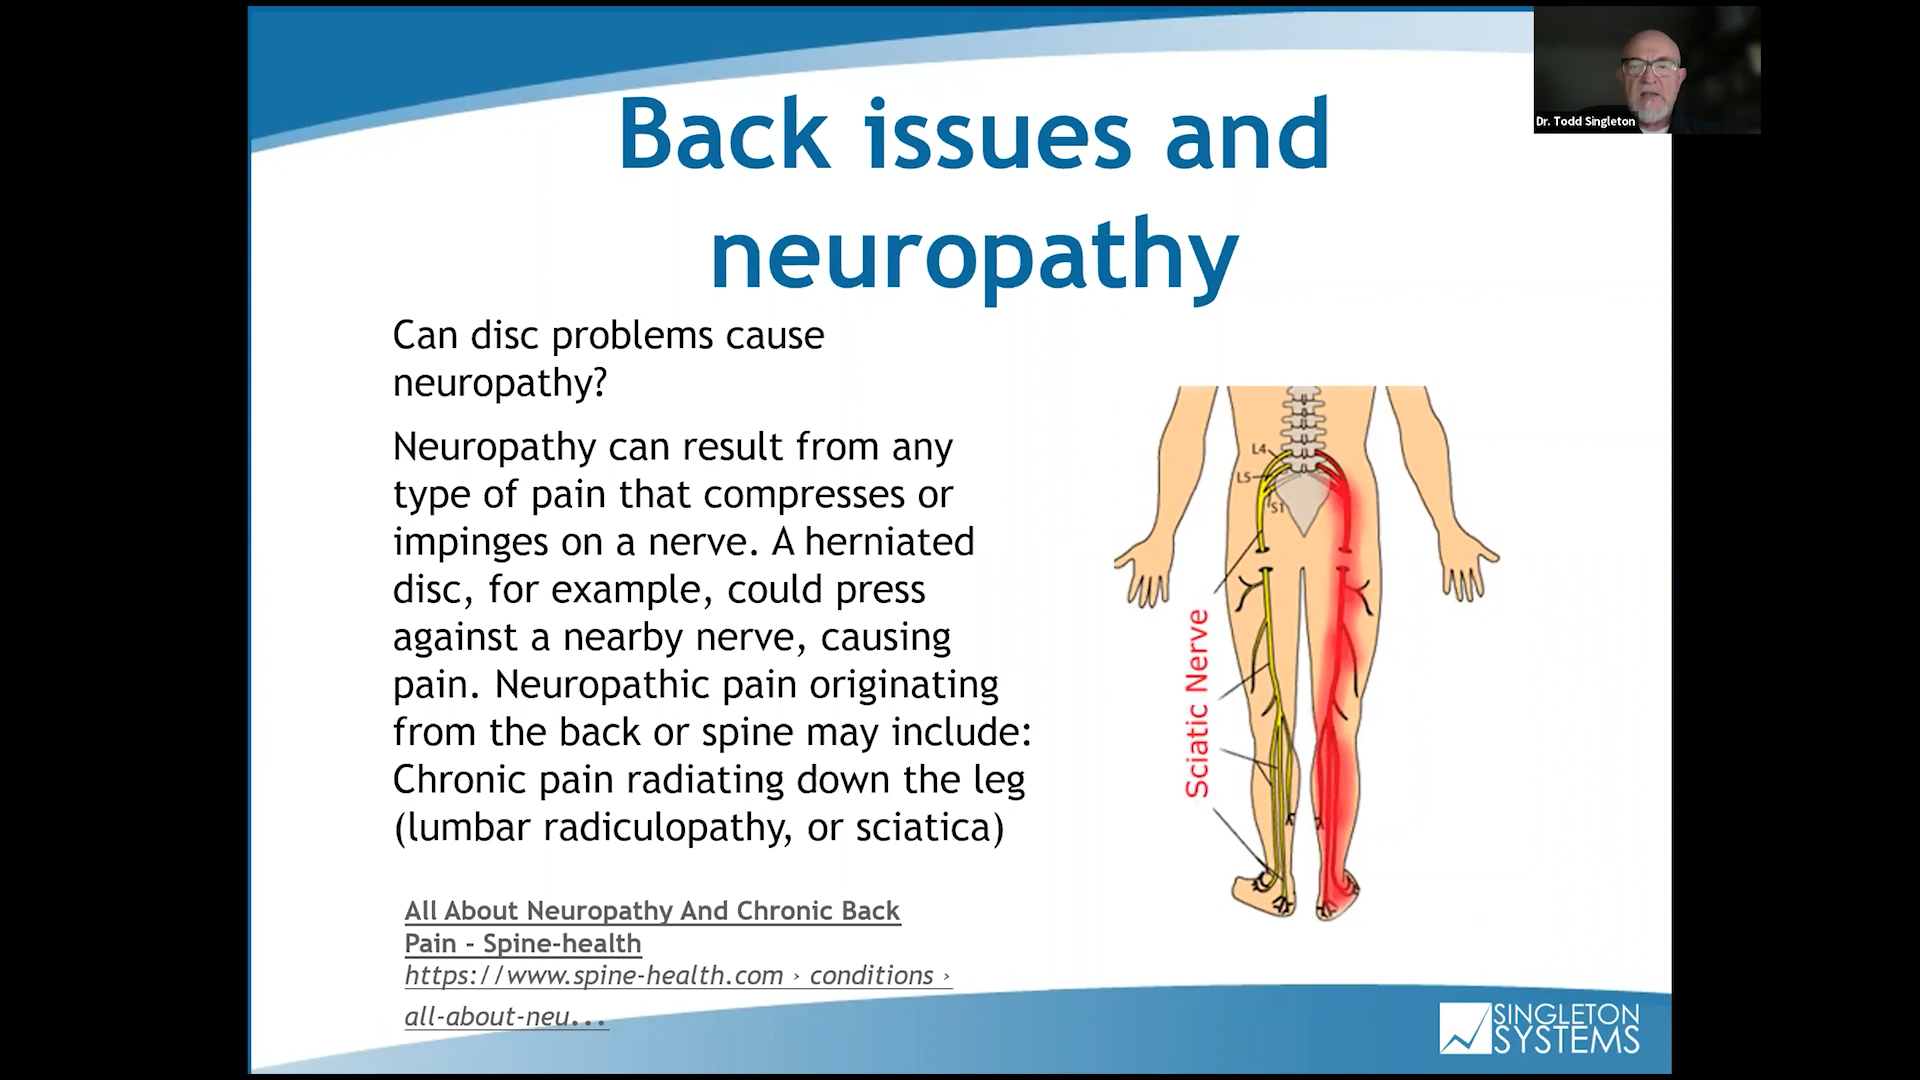 Back issues and
neuropathy
Dr. Todd Singleton
Can disc problems cause
neuropathy?
Neuropathy can result from any
type of pain that compresses or
impinges on a nerve. A herniated
disc, for example, could press
against a nearby nerve, causing
pain. Neuropathic pain originating
from the back or spine may include:
Chronic pain radiating down the leg
(lumbar radiculopathy, or sciatica)
All About Neuropathy And Chronic Back
Pain - Spine-health
https://www.spine-health.com › conditions ›
all-about-neu...
L4
L5
S1
Sciatic Nerve
SINGLETON
SYSTEMS